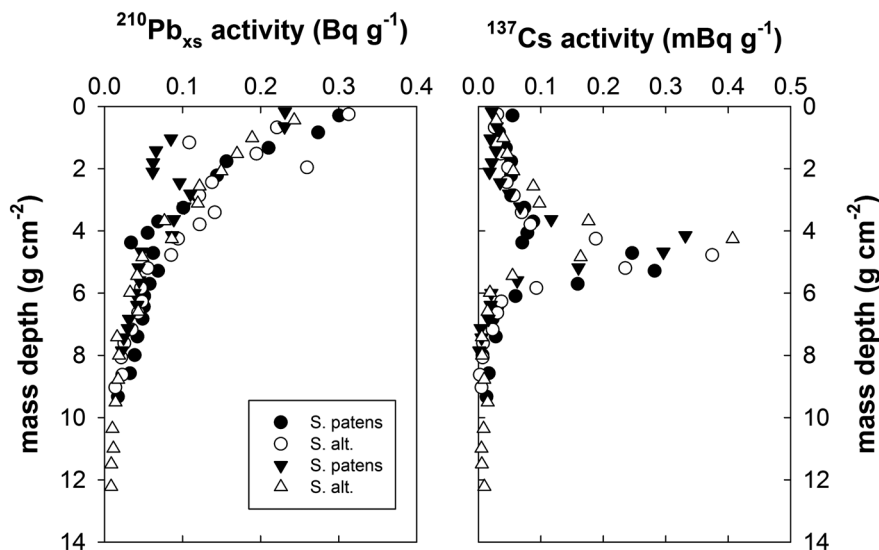 ²¹⁰Pbxs activity (Bq g⁻¹)
0.0 0.1 0.2 0.3 0.4
0
2
4
6
8
10
12
14
mass depth (g cm⁻²)
S. patens
S. alt.
S. patens
S. alt.
¹³⁷Cs activity (mBq g⁻¹)
0.0 0.1 0.2 0.3 0.4 0.5
0
2
4
6
8
10
12
14
mass depth (g cm⁻²)